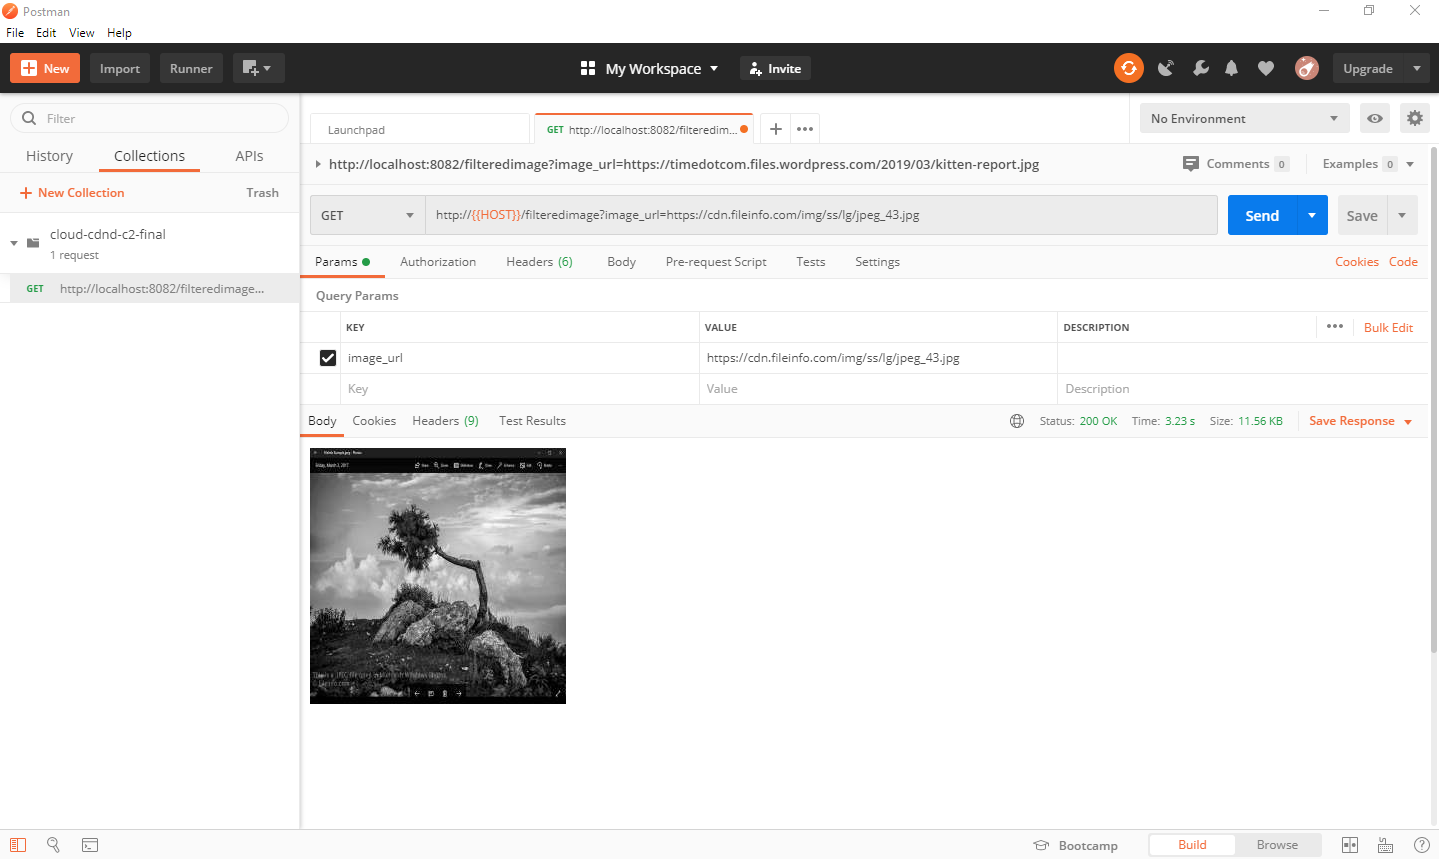 Postman
File Edit View Help
New Import Runner My Workspace Invite Upgrade
Filter
History Collections APIs
New Collection Trash
cloud-cdnd-c2-final
1 request
GET http://localhost:8082/filteredimage...
Launchpad GET http://localhost:8082/filteredim... No Environment
http://localhost:8082/filteredimage?image_url=https://timedotcom.files.wordpress.com/2019/03/kitten-report.jpg Comments 0 Examples 0
GET http://{{HOST}}/filteredimage?image_url=https://cdn.fileinfo.com/img/ss/lg/jpeg_43.jpg Send Save
Params Authorization Headers (6) Body Pre-request Script Tests Settings Cookies Code
Query Params
KEY VALUE DESCRIPTION Bulk Edit
image_url https://cdn.fileinfo.com/img/ss/lg/jpeg_43.jpg
Key Value Description
Body Cookies Headers (9) Test Results Status: 200 OK Time: 3.23 s Size: 11.56 KB Save Response
Friday, March 3, 2017
Bootcamp Build Browse